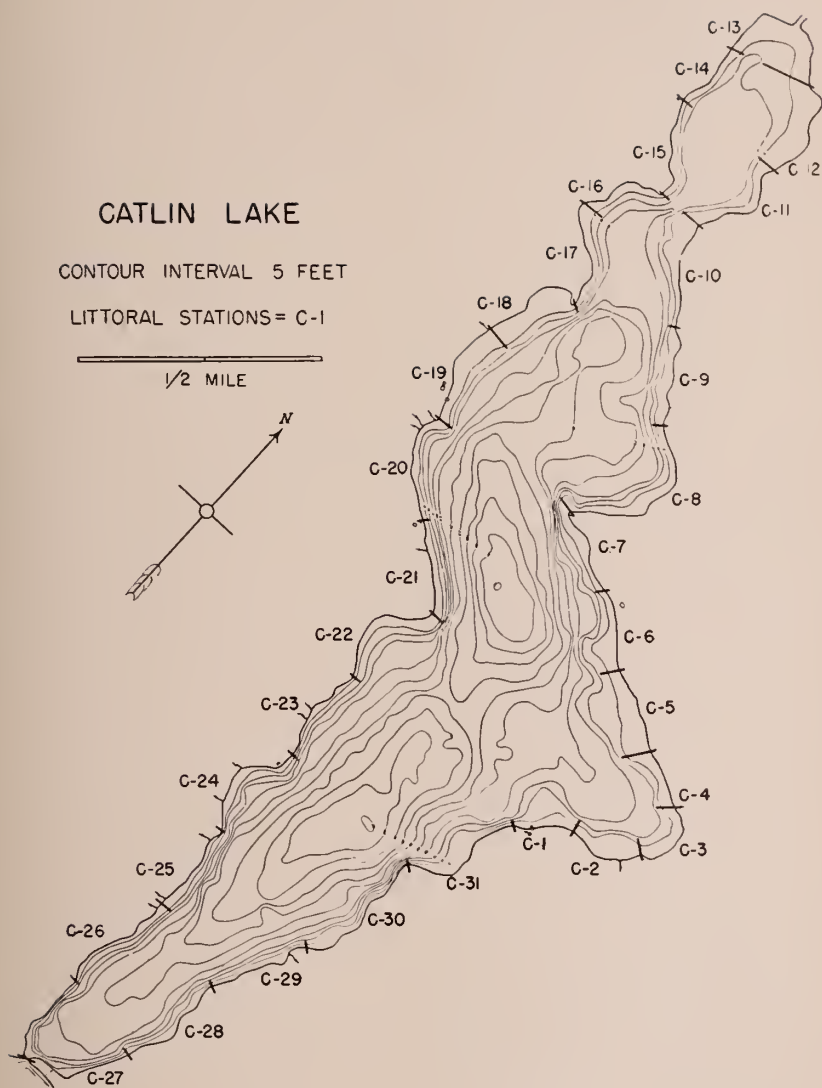 CATLIN LAKE
CONTOUR INTERVAL 5 FEET
LITTORAL STATIONS = C-1
1/2 MILE
N
C-13
C-14
C-15
C-12
C-16
C-11
C-17
C-10
C-18
C-19
C-9
C-20
C-8
C-7
C-21
C-6
C-22
C-5
C-23
C-24
C-4
C-1
C-2
C-3
C-25
C-31
C-30
C-26
C-29
C-28
C-27